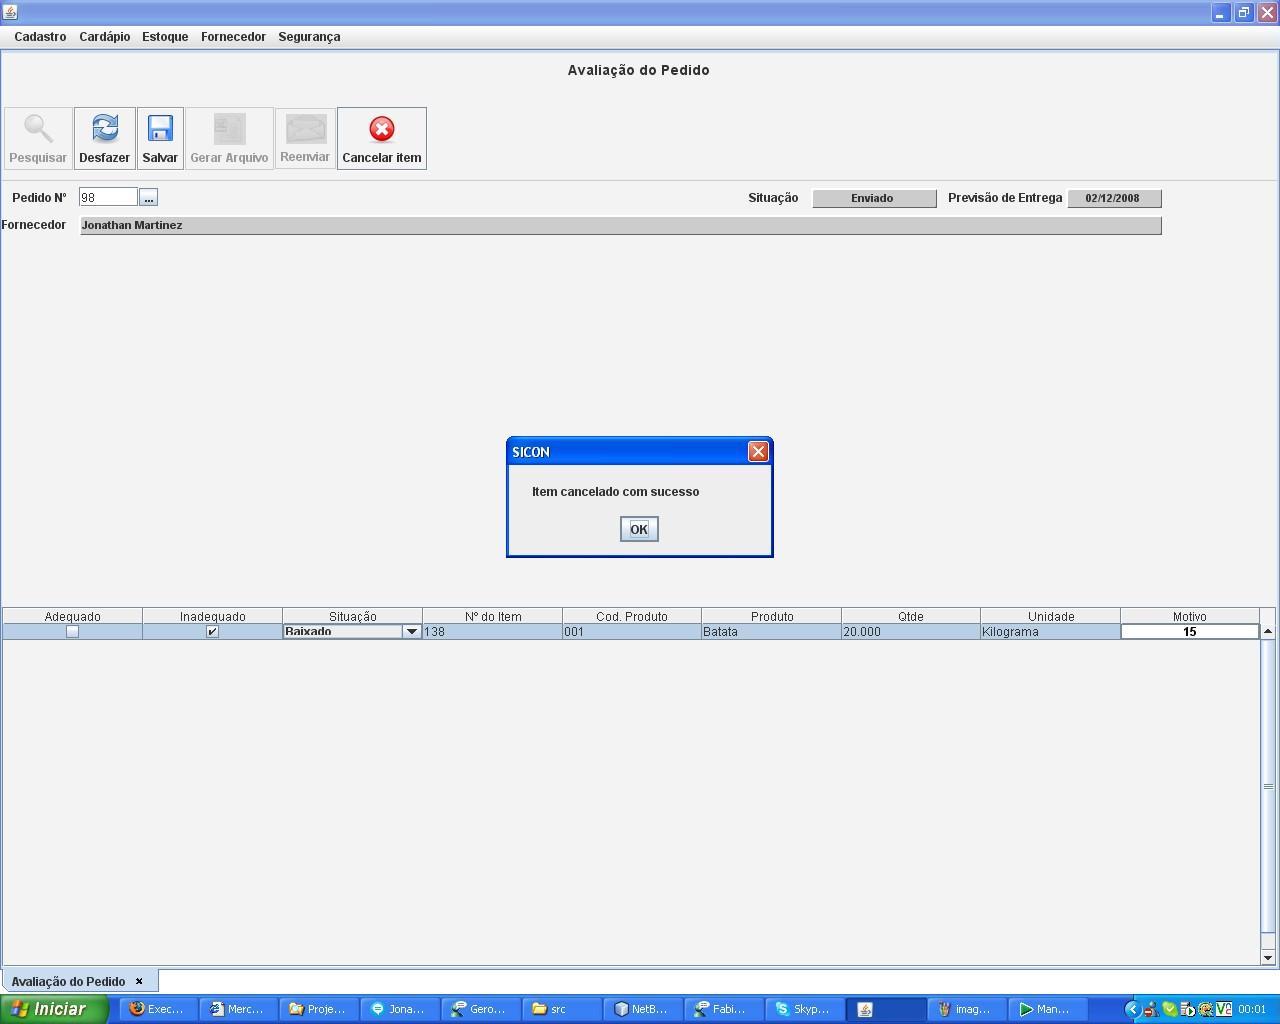 Cadastro Cardápio Estoque Fornecedor Segurança
Avaliação do Pedido
Pesquisar Desfazer Salvar Gerar Arquivo Reenviar Cancelar item
Pedido Nº 98 ... Situação Enviado Previsão de Entrega 02/12/2008
Fornecedor Jonathan Martinez
SICON
Item cancelado com sucesso
OK
Adequado Inadequado Situação Nº do Item Cod. Produto Produto Qtde Unidade Motivo
Baixado 138 001 Batata 20.000 Kilograma 15
Avaliação do Pedido x
Iniciar Exec... Merc... Proje... Jona... Gero... src NetB... Fabi... Skyp... imag... Man... 00:01